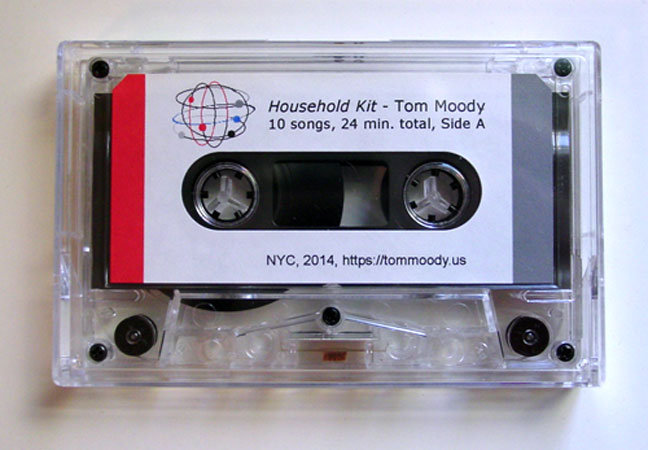 Household Kit - Tom Moody
10 songs, 24 min. total, Side A
NYC, 2014, https://tommoody.us